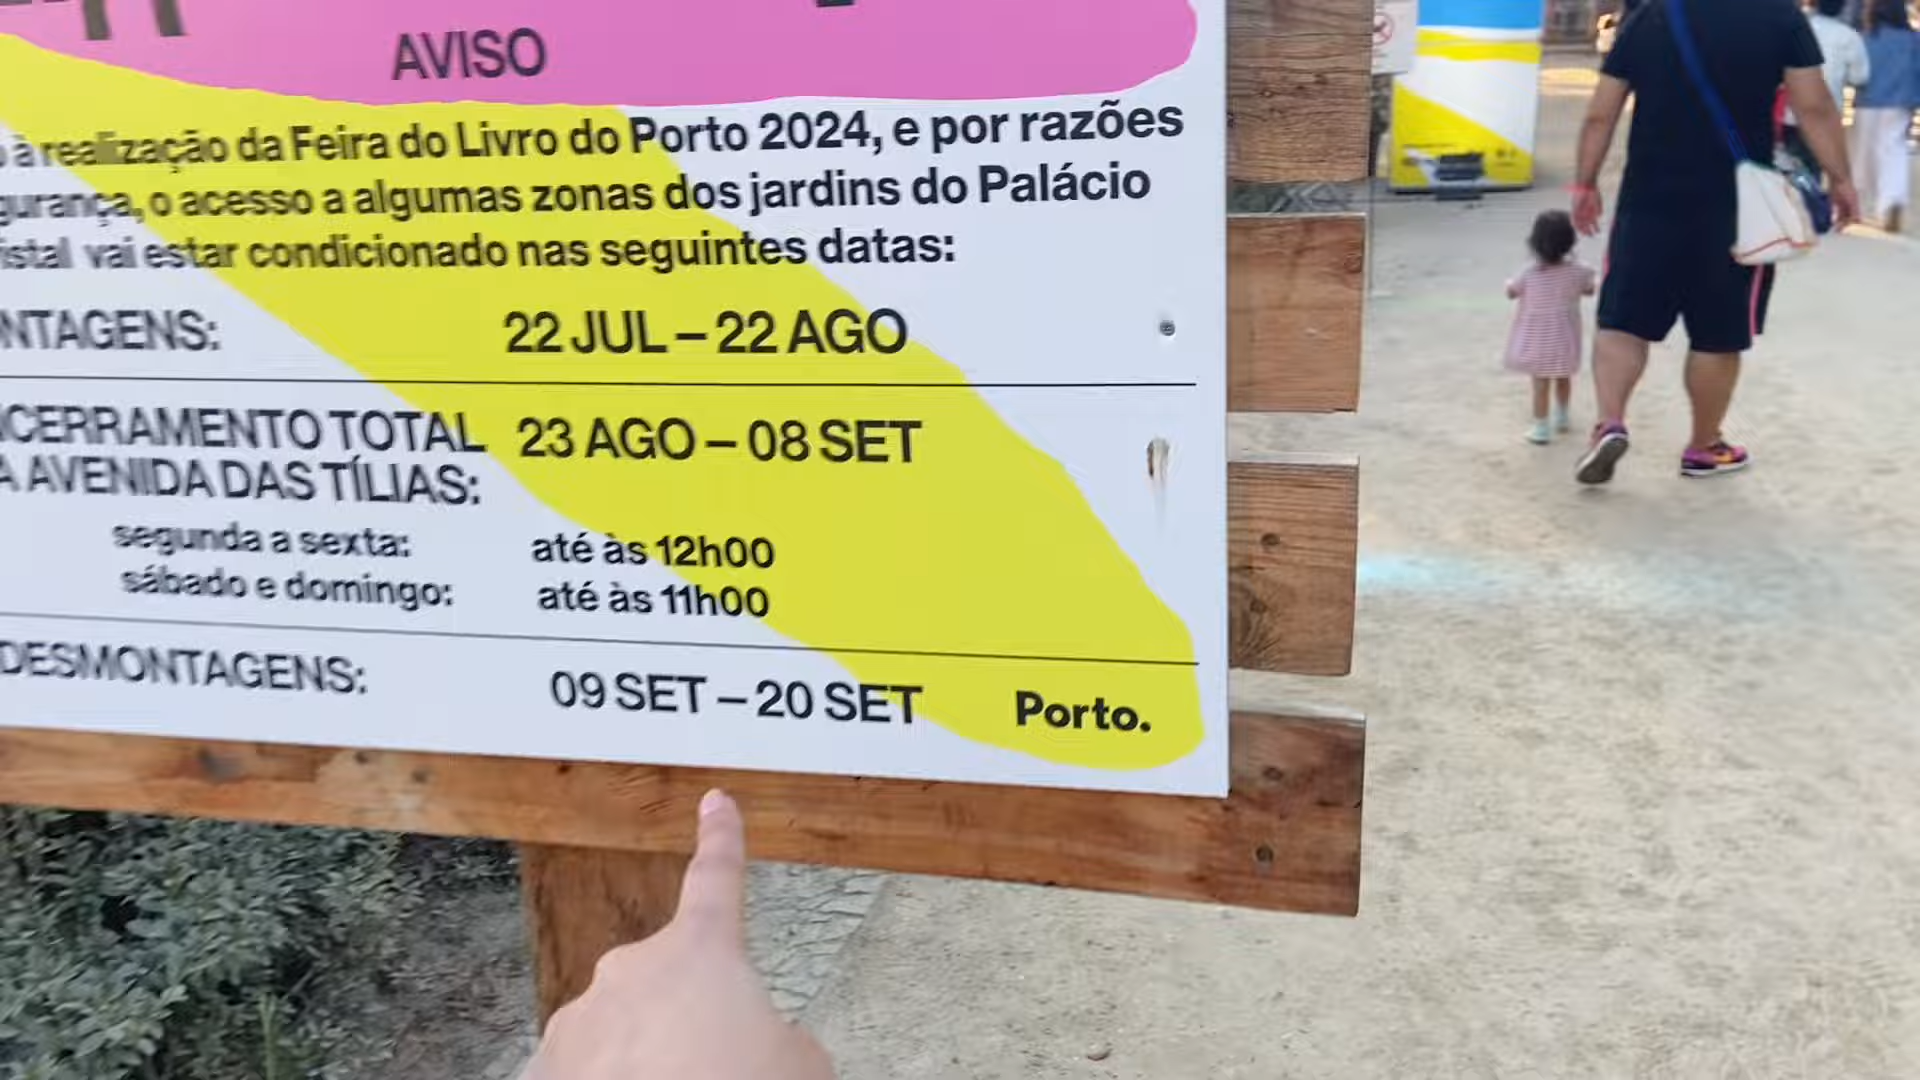 AVISO
à realização da Feira do Livro do Porto 2024, e por razões
gurança, o acesso a algumas zonas dos jardins do Palácio
istal vai estar condicionado nas seguintes datas:
NTAGENS: 22 JUL – 22 AGO
CERRAMENTO TOTAL 23 AGO – 08 SET
A AVENIDA DAS TÍLIAS:
segunda a sexta: até às 12h00
sábado e domingo: até às 11h00
DESMONTAGENS: 09 SET – 20 SET
Porto.